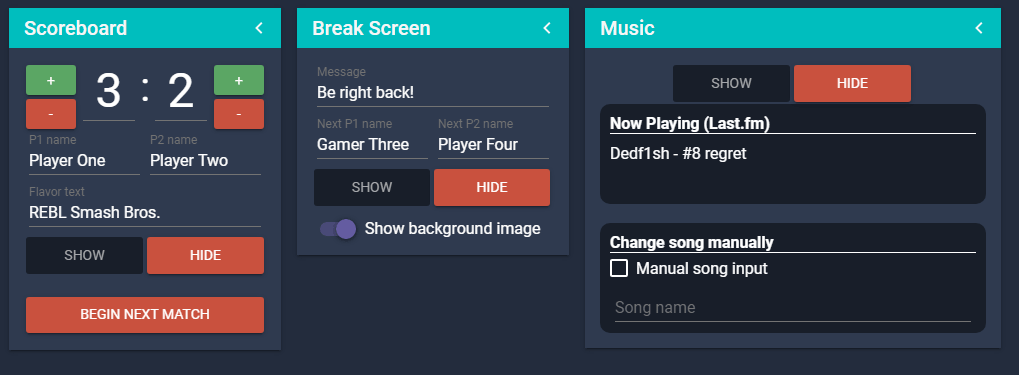 Scoreboard
+ 3 : 2 +
- -
P1 name P2 name
Player One Player Two
Flavor text
REBL Smash Bros.
SHOW HIDE
BEGIN NEXT MATCH
Break Screen
Message
Be right back!
Next P1 name Next P2 name
Gamer Three Player Four
SHOW HIDE
Show background image
Music
SHOW HIDE
Now Playing (Last.fm)
Dedf1sh - #8 regret
Change song manually
Manual song input
Song name